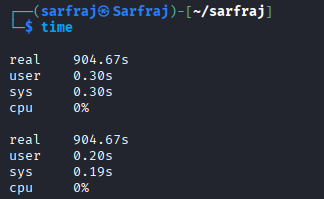 ┌──(sarfraj㉿Sarfraj)-[~/sarfraj]
└─$ time
real 904.67s
user 0.30s
sys 0.30s
cpu 0%
real 904.67s
user 0.20s
sys 0.19s
cpu 0%